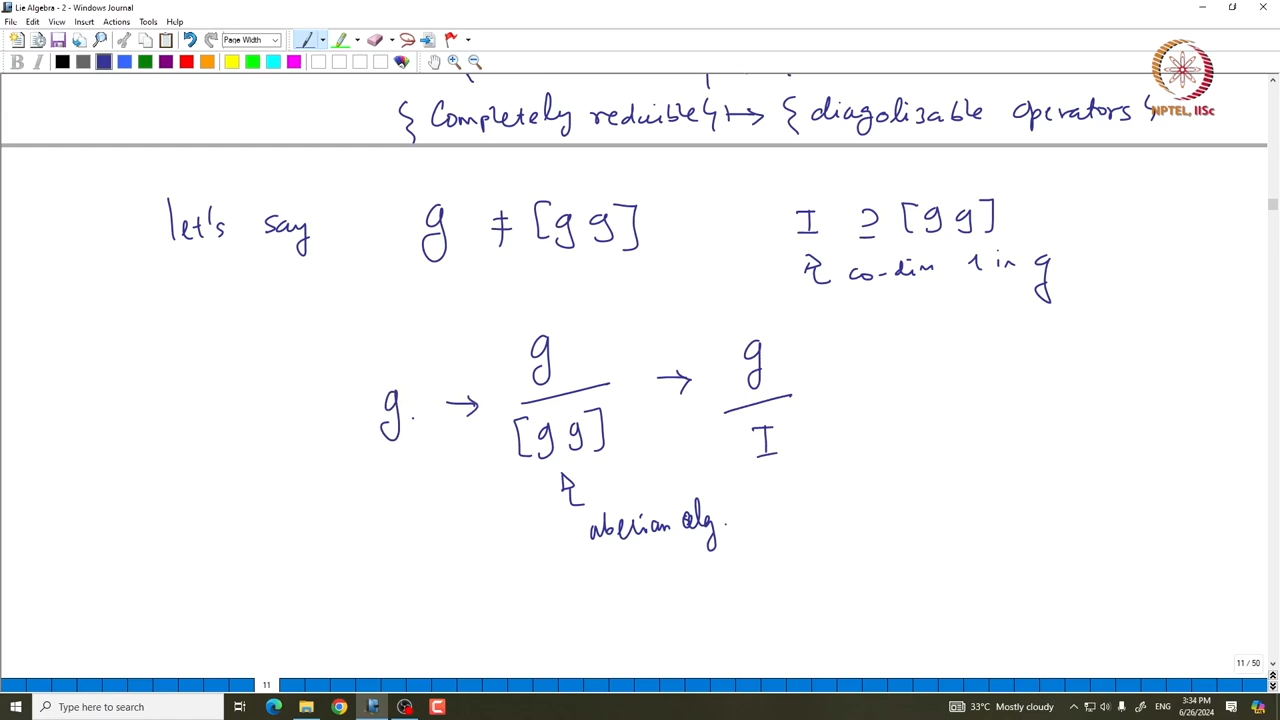 Lie Algebra - 2 - Windows Journal
File Edit View Insert Actions Tools Help
Page Width
B I
NPTEL, IISc
{ Completely reducible } ↦ { diagolizable operators }
let's say g ≠ [g g] I ⊇ [g g]
co-dim 1 in g
g → g / [g g] → g / I
abelian alg.
11 / 50
11
Type here to search
33°C Mostly cloudy
ENG
3:34 PM
6/26/2024